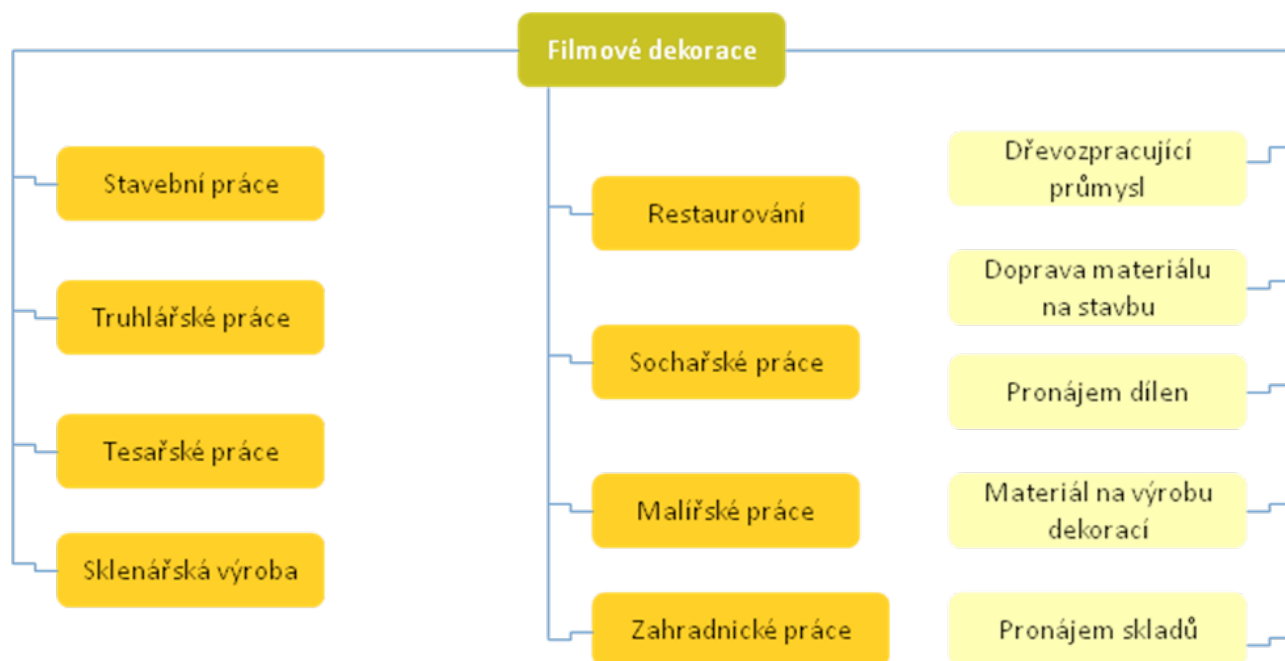 Filmové dekorace
Stavební práce
Truhlářské práce
Tesařské práce
Sklenářská výroba
Restaurování
Sochařské práce
Malířské práce
Zahradnické práce
Dřevozpracující
průmysl
Doprava materiálu
na stavbu
Pronájem dílen
Materiál na výrobu
dekorací
Pronájem skladů